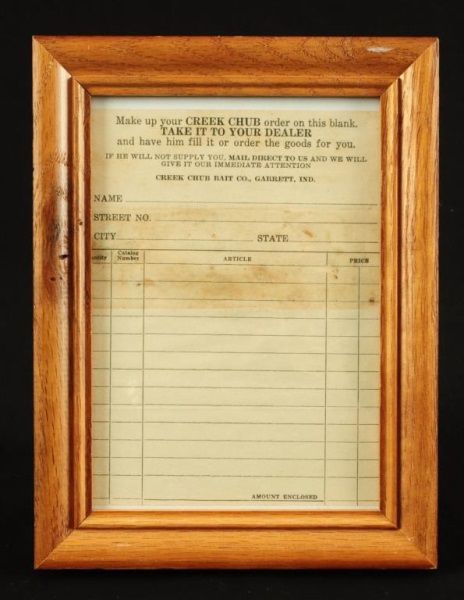 Make up your CREEK CHUB order on this blank.
TAKE IT TO YOUR DEALER
and have him fill it or order the goods for you.
IF HE WILL NOT SUPPLY YOU, MAIL DIRECT TO US AND WE WILL
GIVE IT OUR IMMEDIATE ATTENTION
CREEK CHUB BAIT CO., GARRETT, IND.
NAME
STREET NO.
CITY STATE
ntity Catalog Number ARTICLE PRICE
AMOUNT ENCLOSED